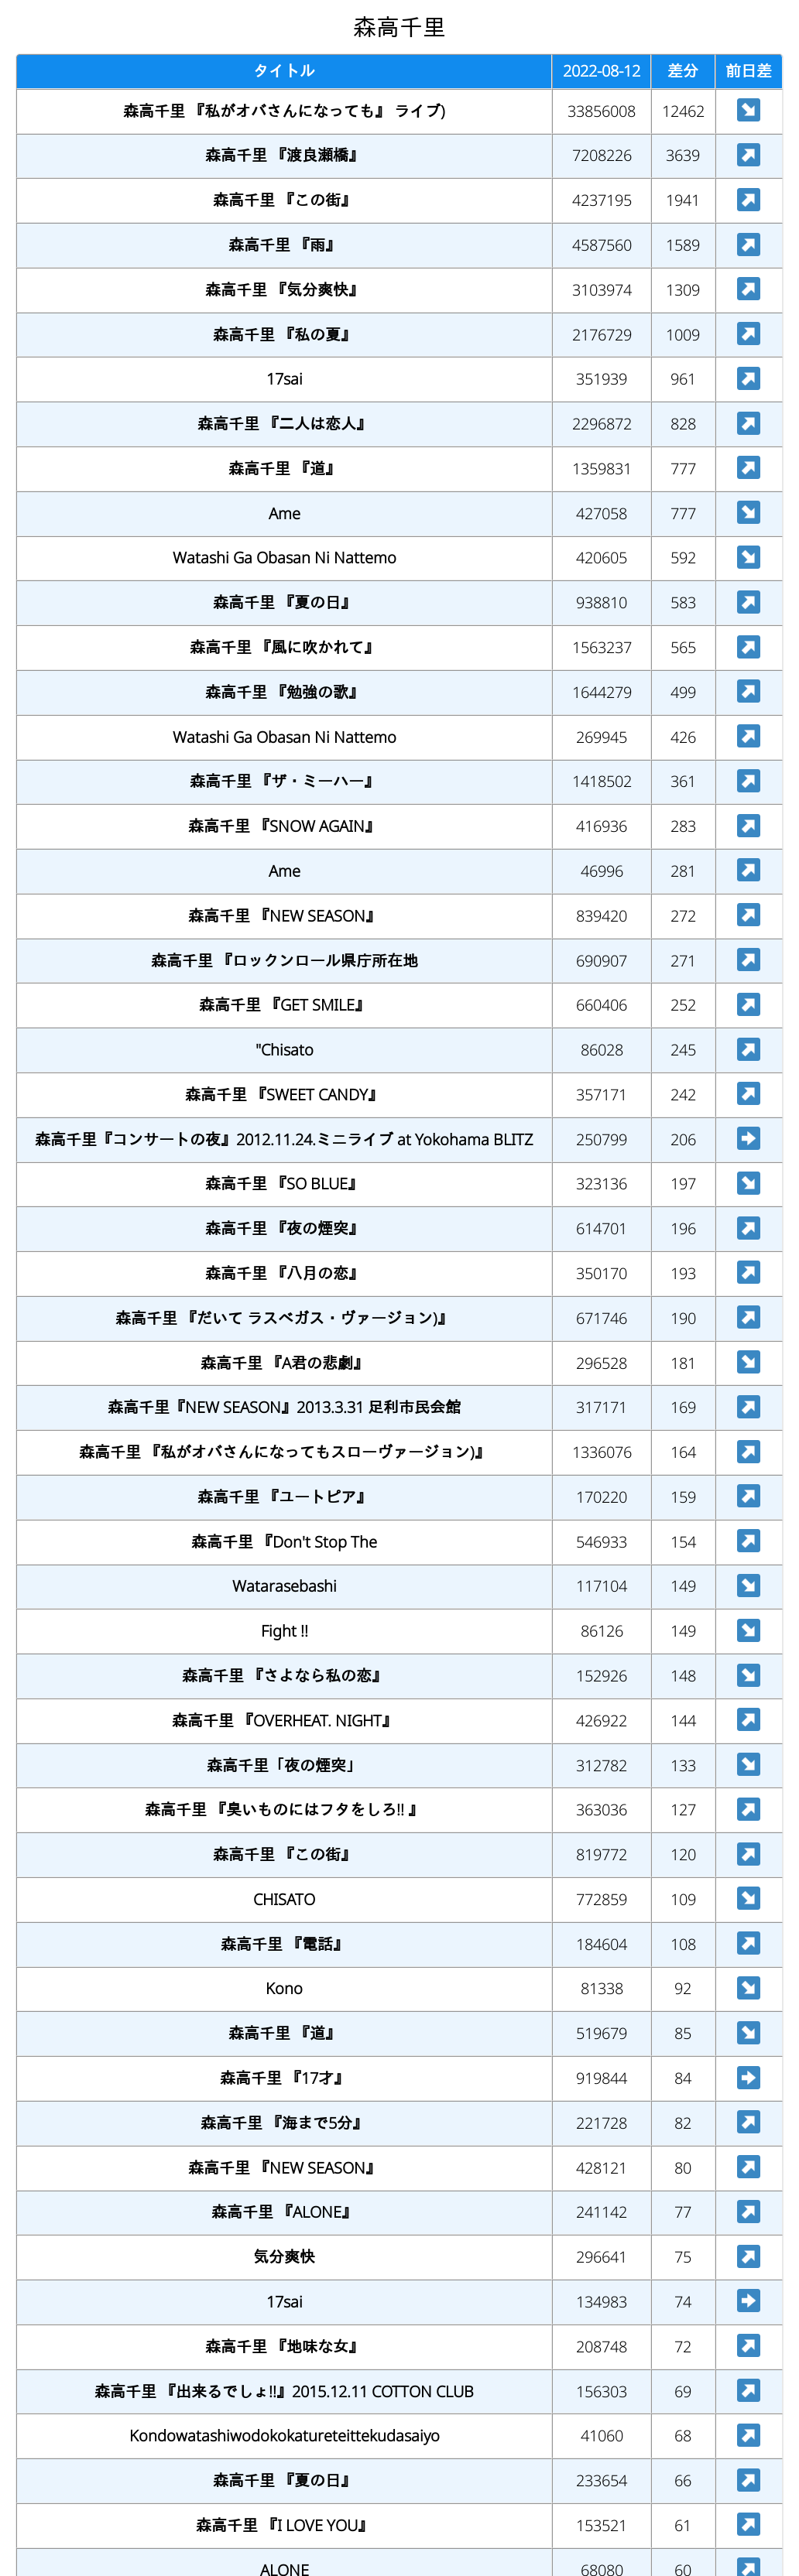 森高千里
タイトル 2022-08-12 差分 前日差
森高千里 『私がオバさんになっても』 ライブ) 33856008 12462
森高千里 『渡良瀬橋』 7208226 3639
森高千里 『この街』 4237195 1941
森高千里 『雨』 4587560 1589
森高千里 『気分爽快』 3103974 1309
森高千里 『私の夏』 2176729 1009
17sai 351939 961
森高千里 『二人は恋人』 2296872 828
森高千里 『道』 1359831 777
Ame 427058 777
Watashi Ga Obasan Ni Nattemo 420605 592
森高千里 『夏の日』 938810 583
森高千里 『風に吹かれて』 1563237 565
森高千里 『勉強の歌』 1644279 499
Watashi Ga Obasan Ni Nattemo 269945 426
森高千里 『ザ・ミーハー』 1418502 361
森高千里 『SNOW AGAIN』 416936 283
Ame 46996 281
森高千里 『NEW SEASON』 839420 272
森高千里 『ロックンロール県庁所在地 690907 271
森高千里 『GET SMILE』 660406 252
"Chisato 86028 245
森高千里 『SWEET CANDY』 357171 242
森高千里『コンサートの夜』2012.11.24.ミニライブ at Yokohama BLITZ 250799 206
森高千里 『SO BLUE』 323136 197
森高千里 『夜の煙突』 614701 196
森高千里 『八月の恋』 350170 193
森高千里 『だいて ラスベガス・ヴァージョン)』 671746 190
森高千里 『A君の悲劇』 296528 181
森高千里『NEW SEASON』2013.3.31 足利市民会館 317171 169
森高千里 『私がオバさんになってもスローヴァージョン)』 1336076 164
森高千里 『ユートピア』 170220 159
森高千里 『Don't Stop The 546933 154
Watarasebashi 117104 149
Fight !! 86126 149
森高千里 『さよなら私の恋』 152926 148
森高千里 『OVERHEAT. NIGHT』 426922 144
森高千里「夜の煙突」 312782 133
森高千里 『臭いものにはフタをしろ!! 』 363036 127
森高千里 『この街』 819772 120
CHISATO 772859 109
森高千里 『電話』 184604 108
Kono 81338 92
森高千里 『道』 519679 85
森高千里 『17才』 919844 84
森高千里 『海まで5分』 221728 82
森高千里 『NEW SEASON』 428121 80
森高千里 『ALONE』 241142 77
気分爽快 296641 75
17sai 134983 74
森高千里 『地味な女』 208748 72
森高千里 『出来るでしょ!!』2015.12.11 COTTON CLUB 156303 69
Kondowatashiwodokokatureteittekudasaiyo 41060 68
森高千里 『夏の日』 233654 66
森高千里 『I LOVE YOU』 153521 61
ALONE 68080 60